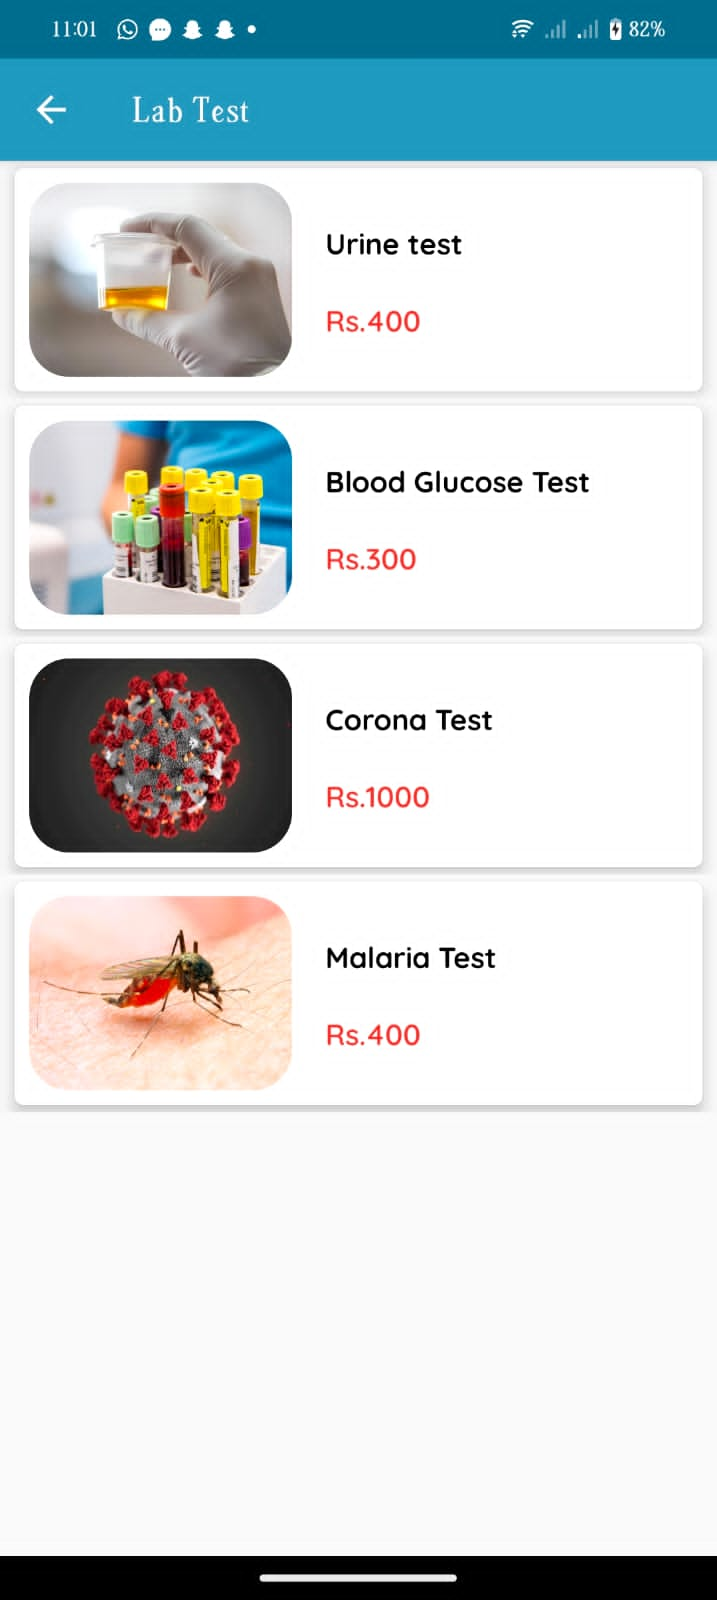 11:01 82%
Lab Test
Urine test
Rs.400
Blood Glucose Test
Rs.300
Corona Test
Rs.1000
Malaria Test
Rs.400